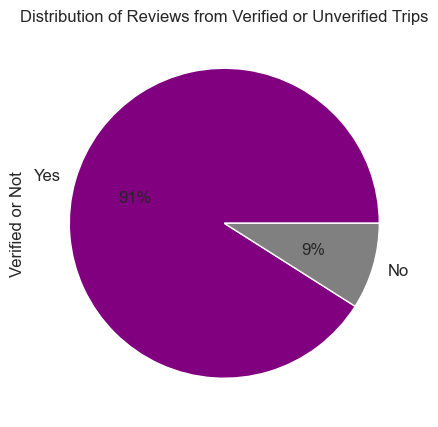 Distribution of Reviews from Verified or Unverified Trips
Yes
91%
Verified or Not
9%
No